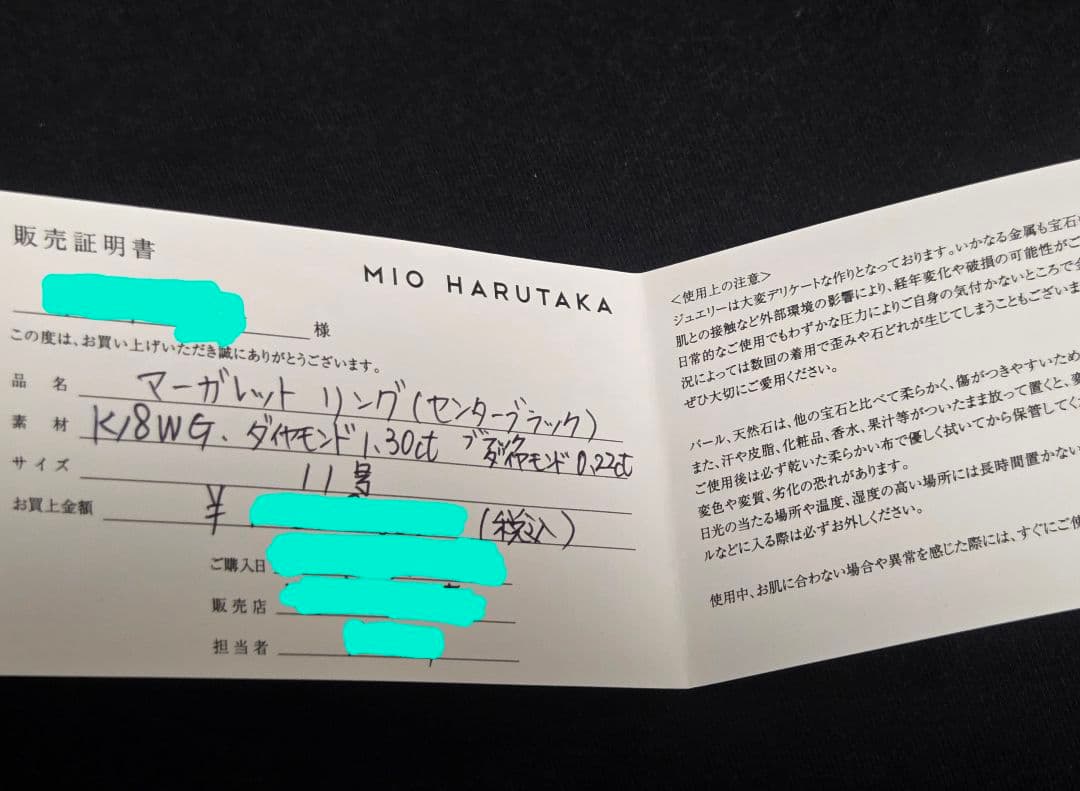 販売証明書
MIO HARUTAKA
様
この度は、お買い上げいただき誠にありがとうございます。
品 名 マーガレット リング(センターブラック)
素 材 K18WG、ダイヤモンド1.30ct ブラックダイヤモンド0.22ct
サイズ 11号
お買上金額 ¥ (税込)
ご購入日
販売店
担当者
<使用上の注意>
ジュエリーは大変デリケートな作りとなっております。いかなる金属も宝石
肌との接触など外部環境の影響により、経年変化や破損の可能性がご
日常的なご使用でもわずかな圧力によりご自身の気付かないところで
況によっては数回の着用で歪みや石どれが生じてしまうこともございま
ぜひ大切にご愛用ください。
パール、天然石は、他の宝石と比べて柔らかく、傷がつきやすいため
また、汗や皮脂、化粧品、香水、果汁等がついたまま放って置くと、変
ご使用後は必ず乾いた柔らかい布で優しく拭いてから保管してく
変色や変質、劣化の恐れがあります。
日光の当たる場所や温度、湿度の高い場所には長時間置かない
ルなどに入る際は必ずお外しください。
使用中、お肌に合わない場合や異常を感じた際には、すぐにご使